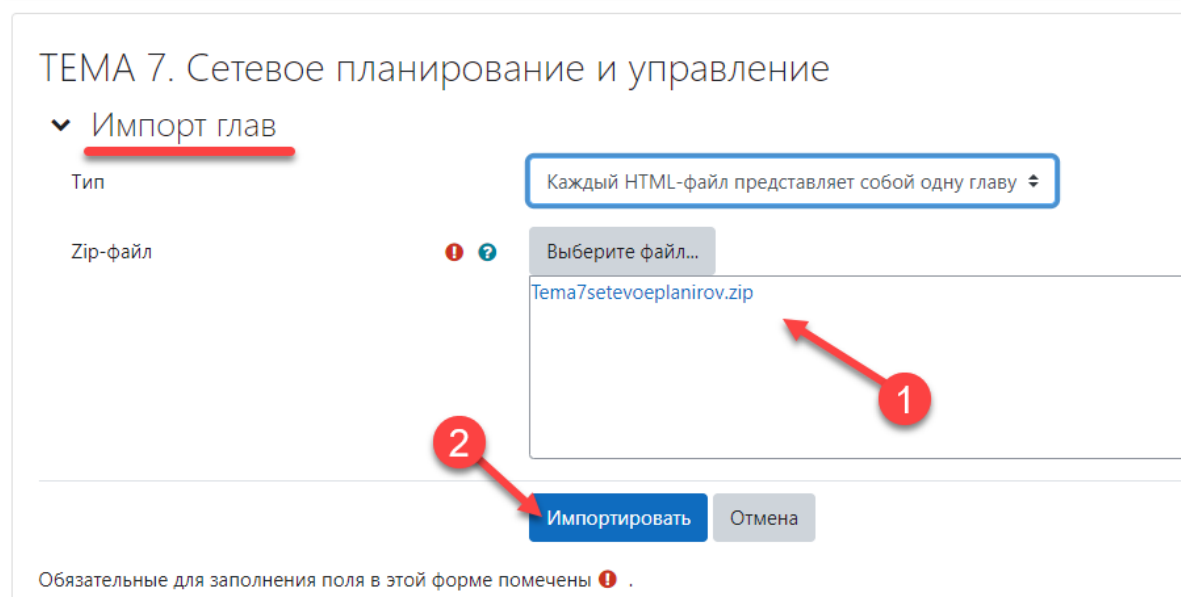 ТЕМА 7. Сетевое планирование и управление
Импорт глав
Тип
Каждый HTML-файл представляет собой одну главу
Zip-файл
Выберите файл...
Tema7setevoeplanirov.zip
1
2
Импортировать Отмена
Обязательные для заполнения поля в этой форме помечены .